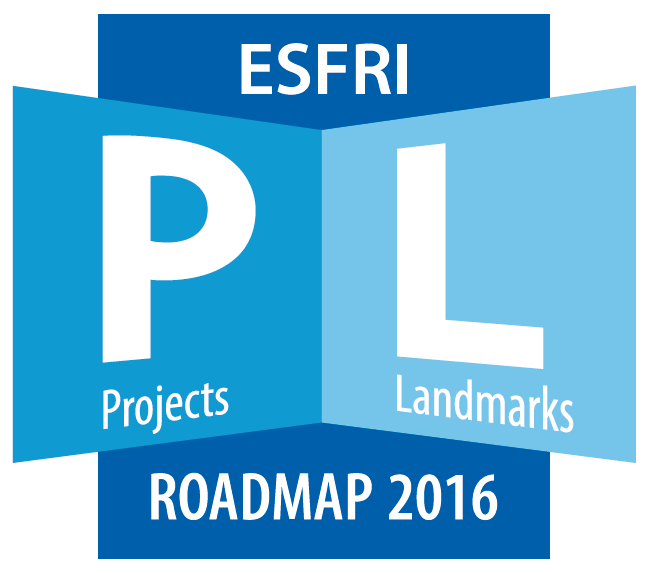 ESFRI
P L
Projects Landmarks
ROADMAP 2016